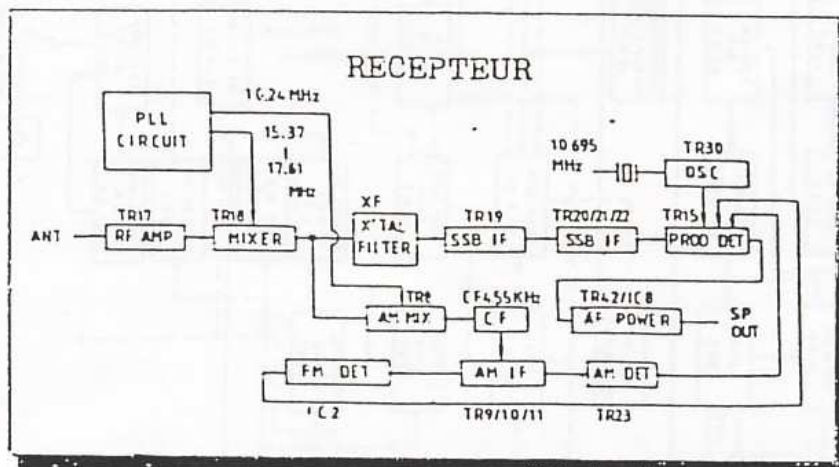 RECEPTEUR
10.24 MHz
PLL
CIRCUIT
15.37
17.61
MHz
10 695
MHz
TR30
OSC
XF
ANT
TR17
RF AMP
TR18
MIXER
X'TAL
FILTER
TR19
SSB IF
TR20/21/22
SSB IF
TR15
PROD DET
AM MIX
CF455KHz
CF
TR42/IC8
AF POWER
SP
OUT
FM DET
AM IF
AM DET
IC2
TR9/10/11
TR23